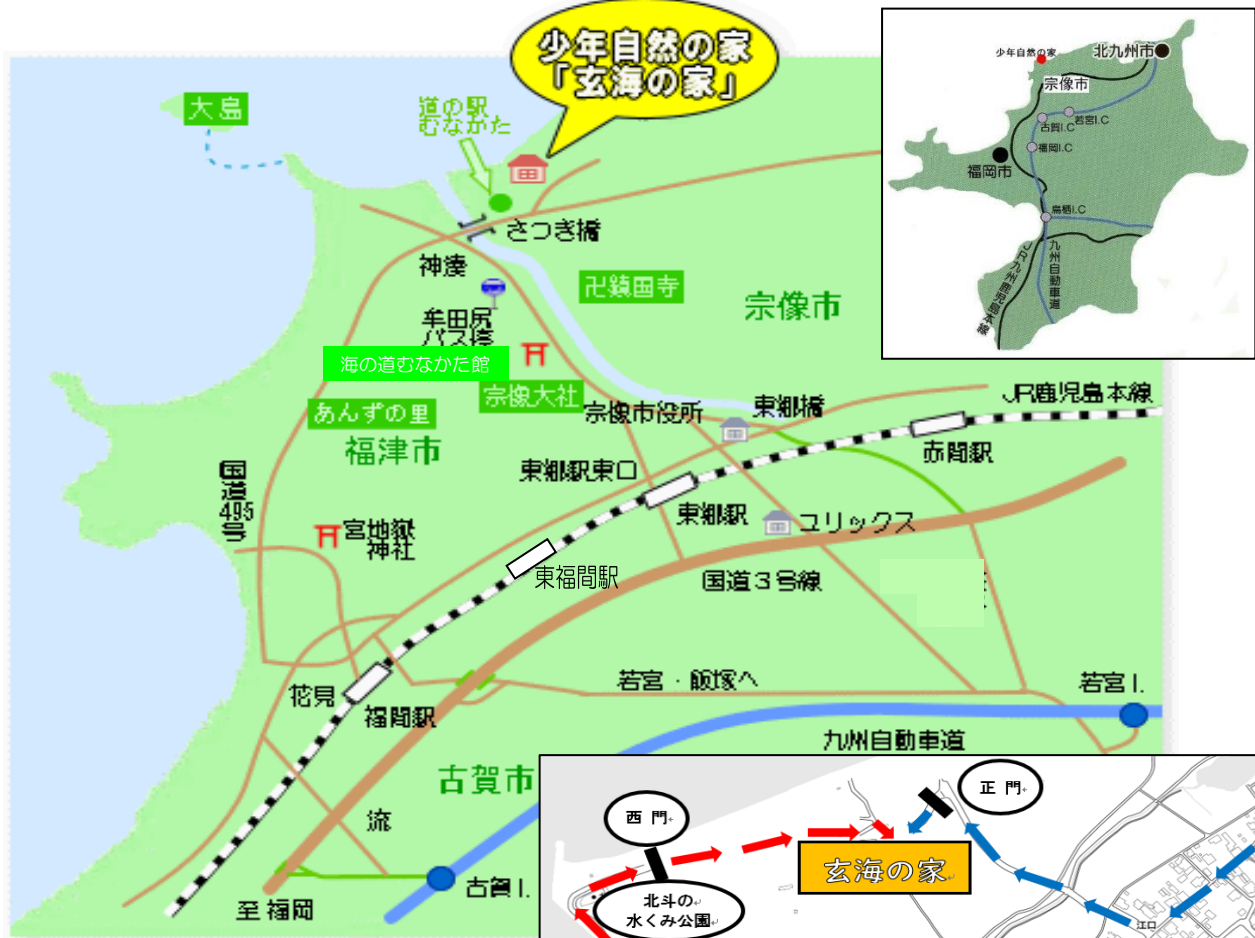 少年自然の家
「玄海の家」
大島
道の駅
むなかた
さつき橋
神湊
卍鎮国寺
宗像市
牟田尻
バス停
海の道むなかた館
宗像大社
あんずの里
福津市
宗像市役所
東郷橋
JR鹿児島本線
赤間駅
東郷駅東口
東郷駅
ユリックス
国道
495
号
宮地嶽
神社
東福間駅
国道3号線
若宮・飯塚へ
若宮I.
花見
福間駅
九州自動車道
古賀市
流
古賀I.
至福岡
少年自然の家
北九州市
宗像市
若宮I.C
古賀I.C
福岡I.C
福岡市
鳥栖I.C
九州自動車道
JR九州鹿児島本線
正 門
西 門
玄海の家
北斗の
水くみ公園
江口